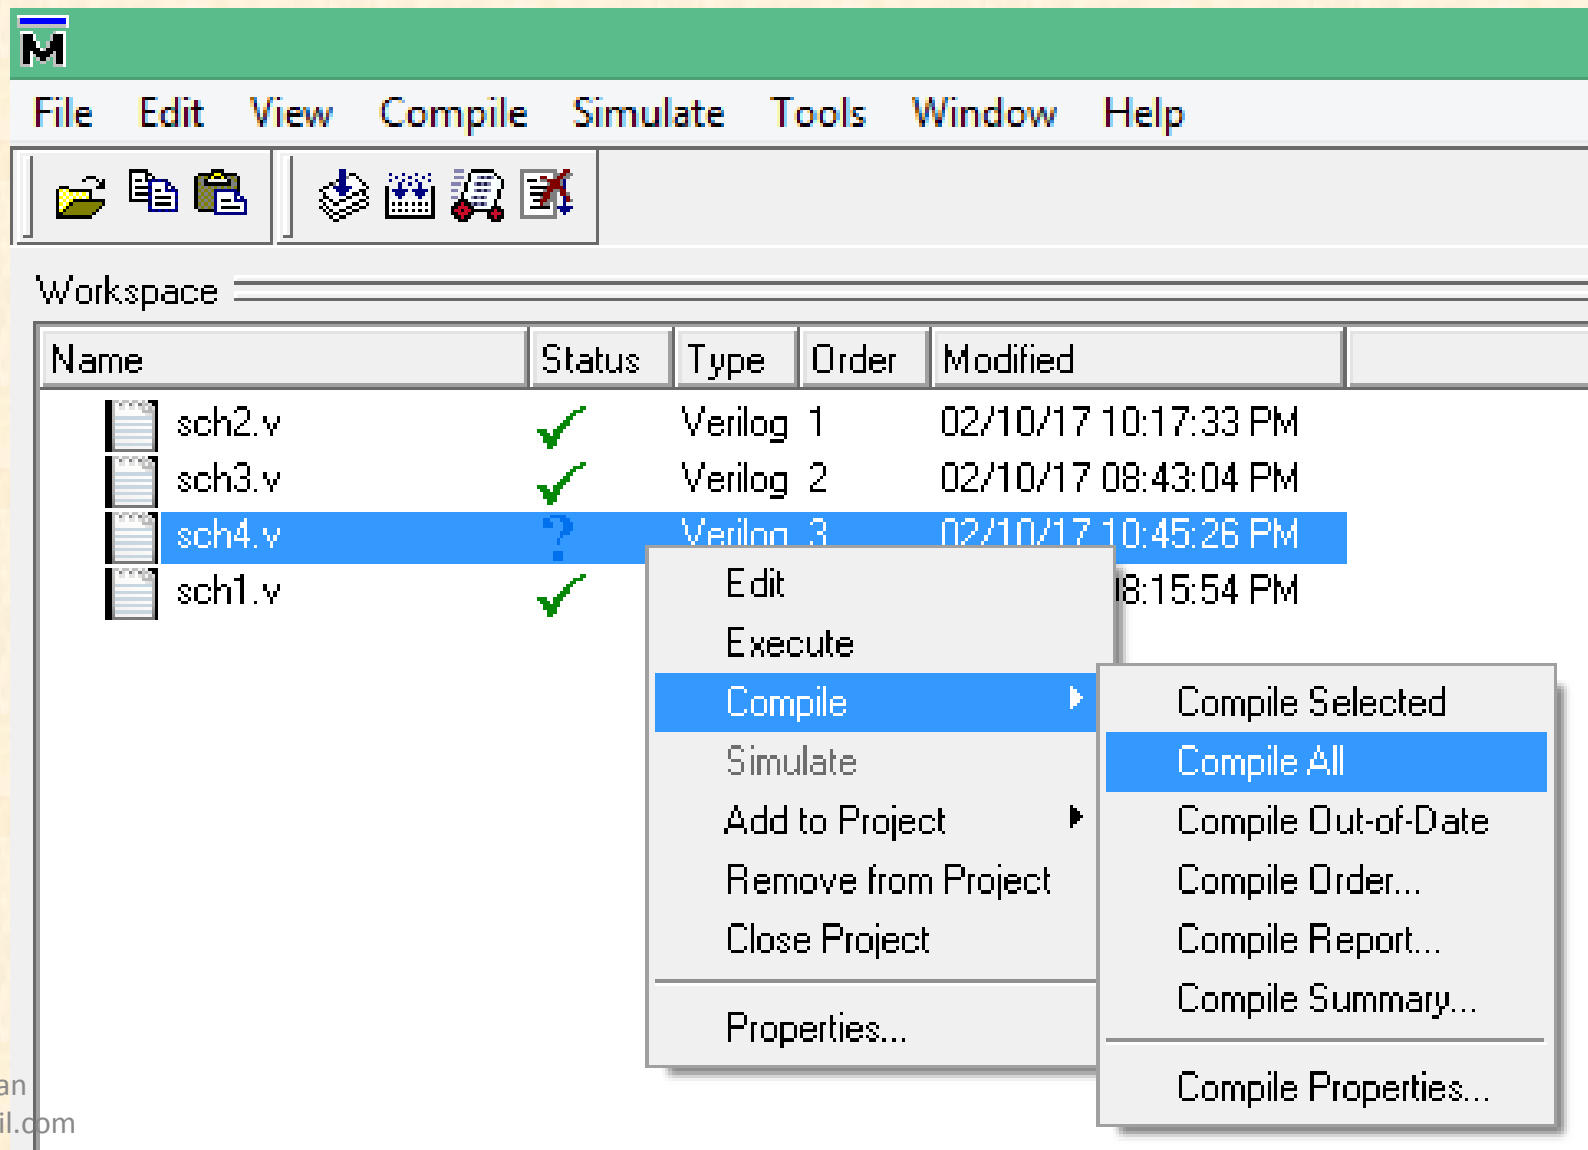 M
File Edit View Compile Simulate Tools Window Help
Workspace
Name Status Type Order Modified
sch2.v Verilog 1 02/10/17 10:17:33 PM
sch3.v Verilog 2 02/10/17 08:43:04 PM
sch4.v ? Verilog 3 02/10/17 10:45:26 PM
sch1.v 8:15:54 PM
Edit
Execute
Compile
Simulate
Add to Project
Remove from Project
Close Project
Properties...
Compile Selected
Compile All
Compile Out-of-Date
Compile Order...
Compile Report...
Compile Summary...
Compile Properties...
an
il.com